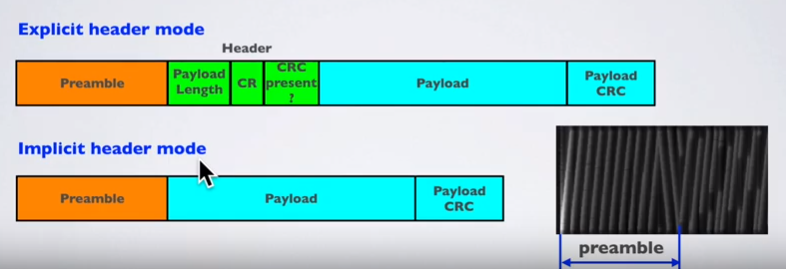 Explicit header mode
Header
Preamble
Payload
Length
CR
CRC
present
?
Payload
Payload
CRC
Implicit header mode
Preamble
Payload
Payload
CRC
preamble